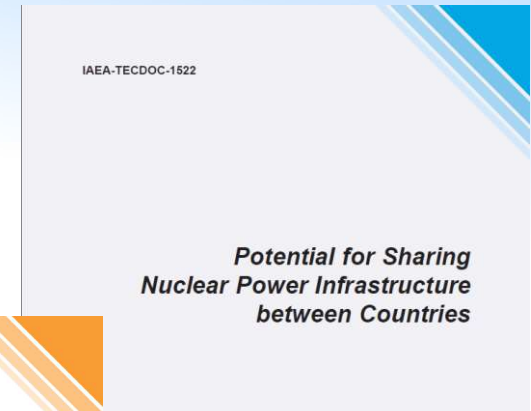 IAEA-TECDOC-1522
Potential for Sharing
Nuclear Power Infrastructure
between Countries